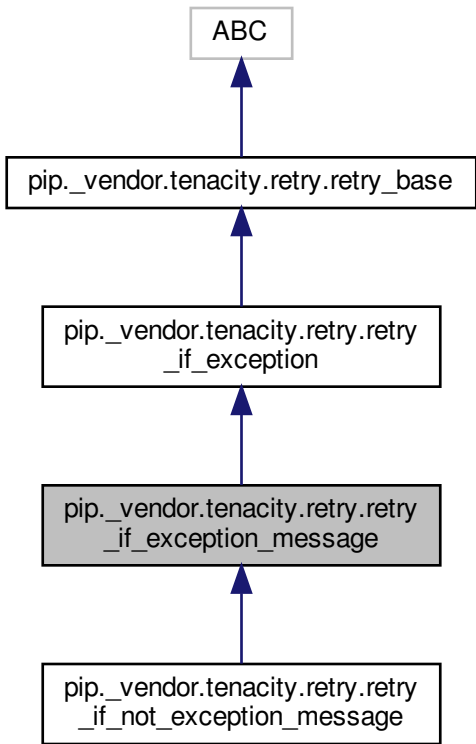 ABC
pip._vendor.tenacity.retry.retry_base
pip._vendor.tenacity.retry.retry
_if_exception
pip._vendor.tenacity.retry.retry
_if_exception_message
pip._vendor.tenacity.retry.retry
_if_not_exception_message